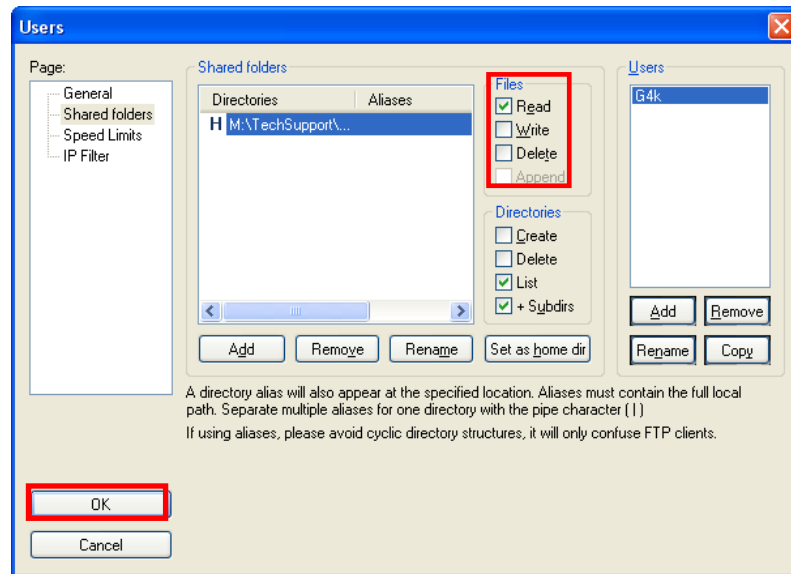 Users
Page:
General
Shared folders
Speed Limits
IP Filter
Shared folders
Directories Aliases
H M:\TechSupport\...
Files
Read
Write
Delete
Append
Directories
Create
Delete
List
+ Subdirs
Add Remove Rename Set as home dir
Users
G4k
Add Remove
Rename Copy
A directory alias will also appear at the specified location. Aliases must contain the full local
path. Separate multiple aliases for one directory with the pipe character ( | )
If using aliases, please avoid cyclic directory structures, it will only confuse FTP clients.
OK
Cancel